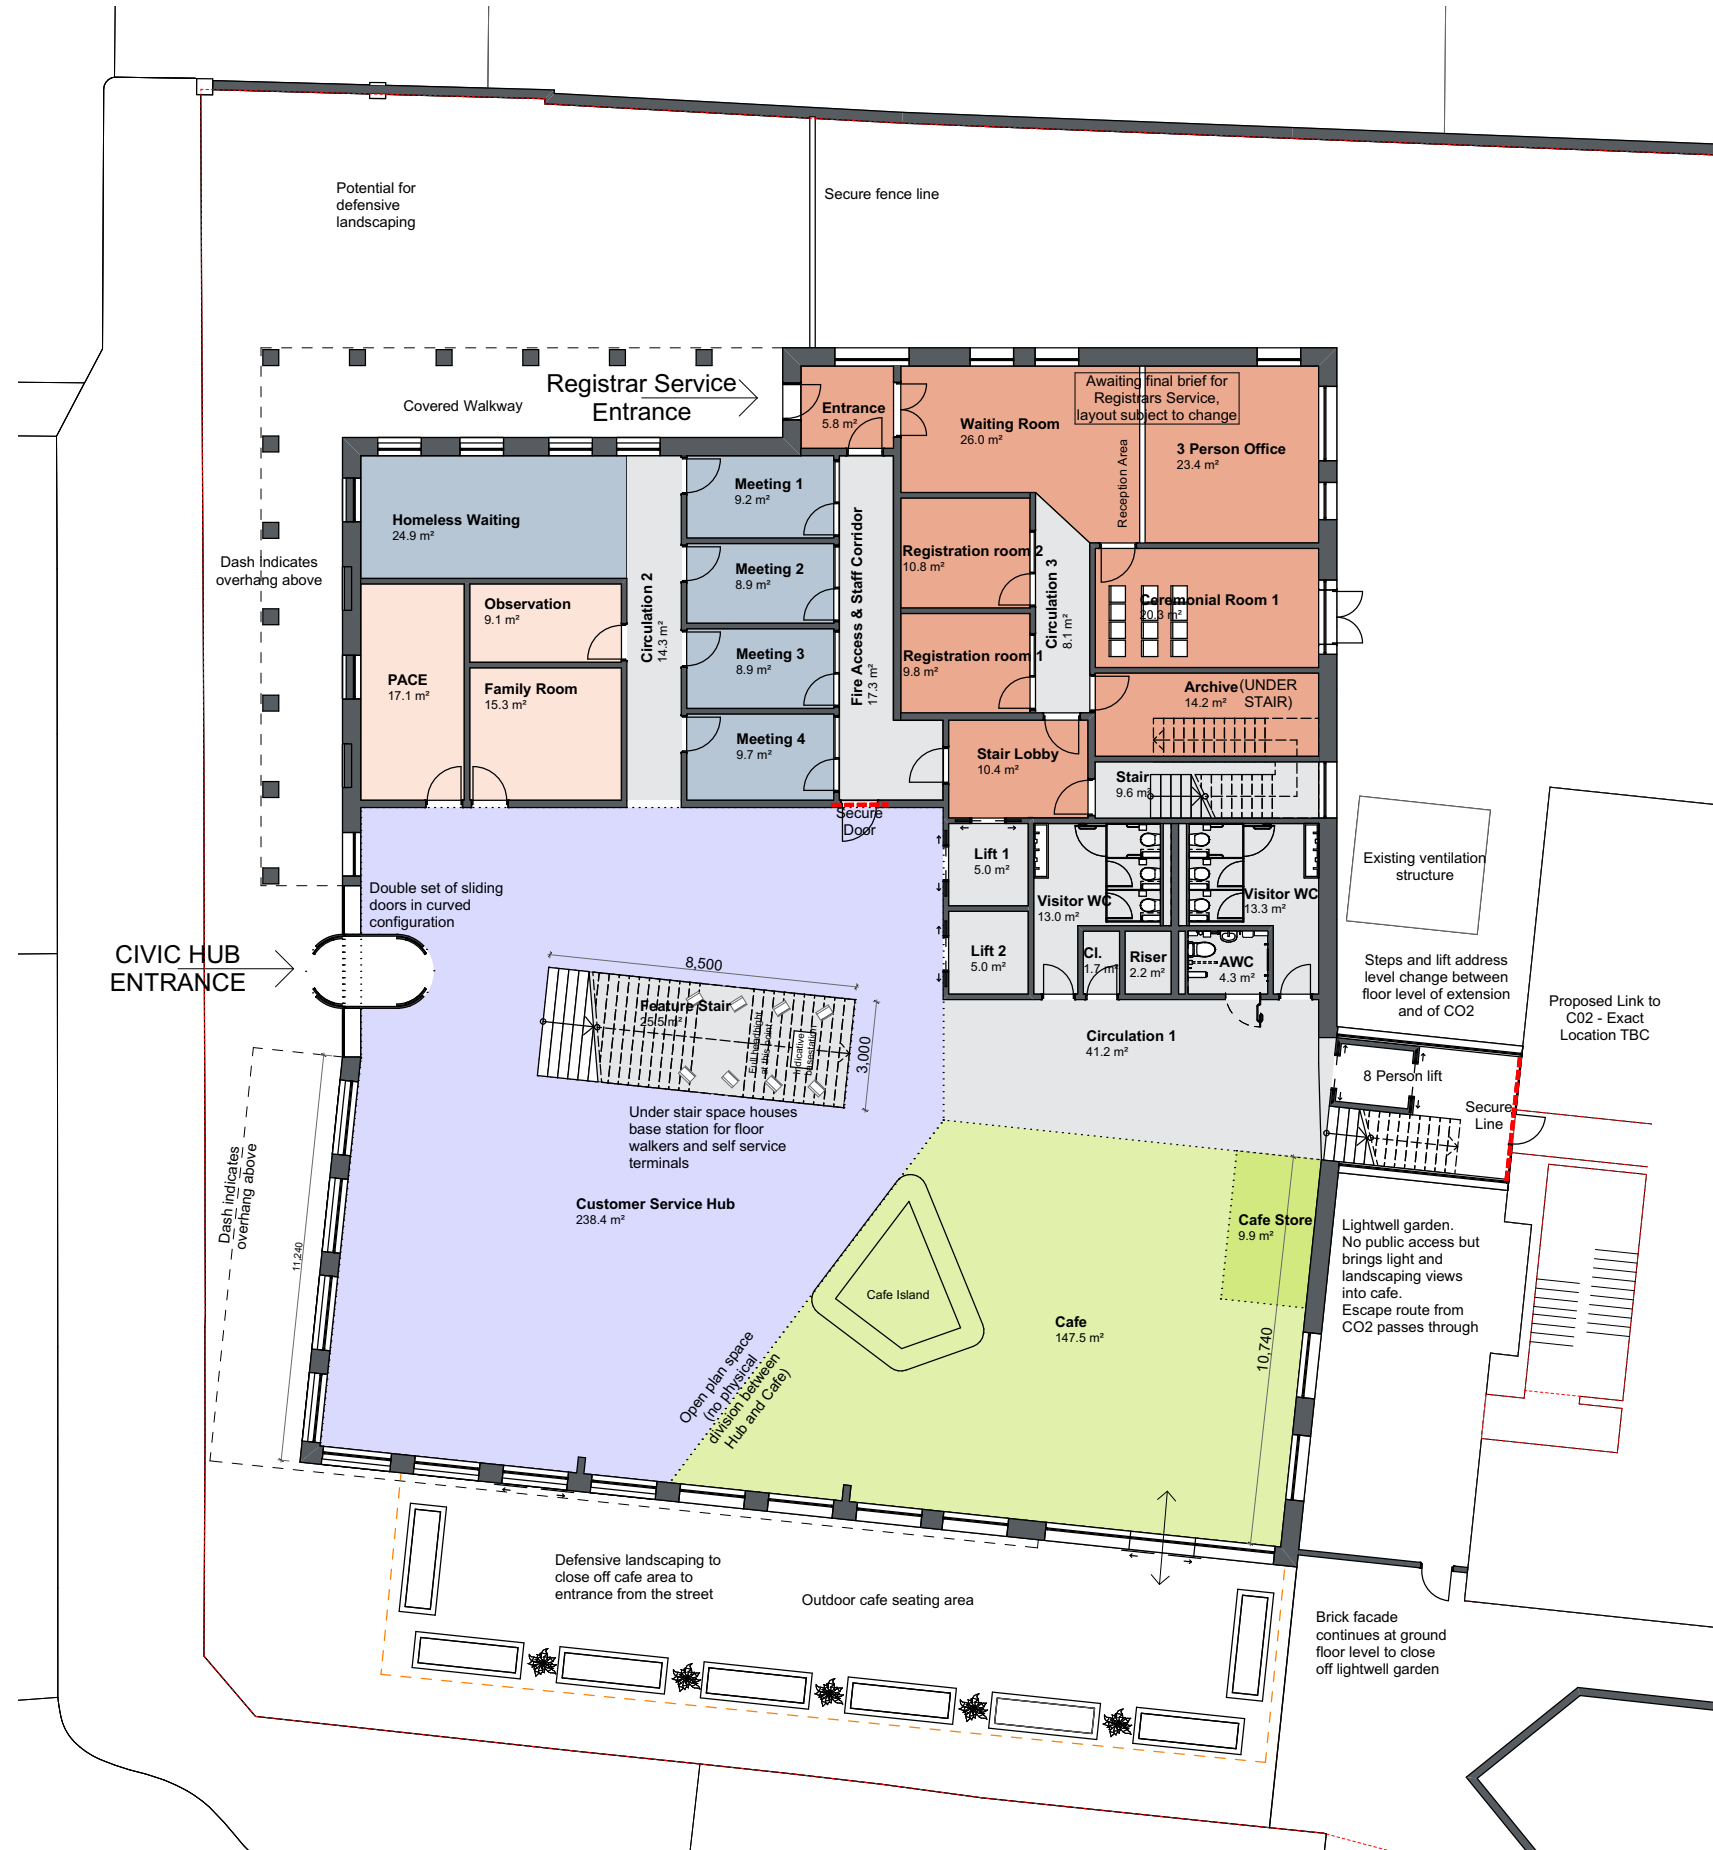 Potential for
defensive
landscaping
Secure fence line
Registrar Service
Entrance
Covered Walkway
Entrance
5.8 m²
Waiting Room
26.0 m²
Awaiting final brief for
Registrars Service,
layout subject to change
Reception Area
3 Person Office
23.4 m²
Homeless Waiting
24.9 m²
Meeting 1
9.2 m²
Meeting 2
8.9 m²
Meeting 3
8.9 m²
Meeting 4
9.7 m²
Fire Access & Staff Corridor
17.3 m²
Circulation 2
14.3 m²
Registration room 2
10.8 m²
Registration room 1
9.8 m²
Circulation 3
8.1 m²
Ceremonial Room 1
20.3 m²
Dash indicates
overhang above
Observation
9.1 m²
PACE
17.1 m²
Family Room
15.3 m²
Archive
14.2 m²
(UNDER
STAIR)
Stair Lobby
10.4 m²
Stair
9.6 m²
Secure
Door
Lift 1
5.0 m²
Lift 2
5.0 m²
Visitor WC
13.0 m²
Visitor WC
13.3 m²
Cl.
1.7 m²
Riser
2.2 m²
AWC
4.3 m²
Existing ventilation
structure
Double set of sliding
doors in curved
configuration
CIVIC HUB
ENTRANCE
8,500
3,000
Feature Stair
25.5 m²
Full headhight
at this point
Indicative
basestation
Under stair space houses
base station for floor
walkers and self service
terminals
Circulation 1
41.2 m²
Steps and lift address
level change between
floor level of extension
and of CO2
Proposed Link to
C02 - Exact
Location TBC
8 Person lift
Secure
Line
Dash indicates
overhang above
11,240
Customer Service Hub
238.4 m²
Cafe Island
Cafe Store
9.9 m²
Cafe
147.5 m²
10,740
Open plan space
(no physical
division between
Hub and Cafe)
Lightwell garden.
No public access but
brings light and
landscaping views
into cafe.
Escape route from
CO2 passes through
Defensive landscaping to
close off cafe area to
entrance from the street
Outdoor cafe seating area
Brick facade
continues at ground
floor level to close
off lightwell garden